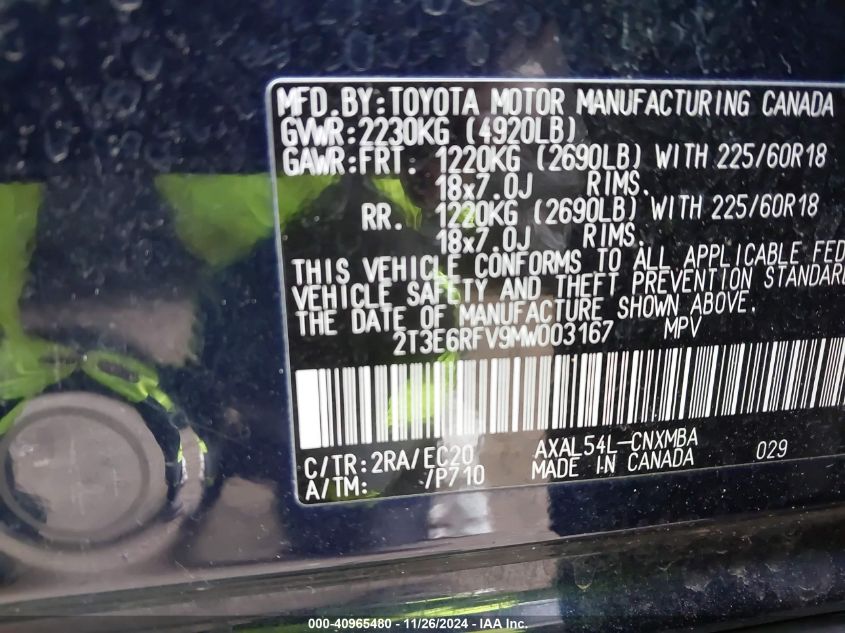 MFD.BY:TOYOTA MOTOR MANUFACTURING CANADA
GVWR:2230KG (4920LB)
GAWR:FRT. 1220KG (2690LB) WITH 225/60R18
18x7.0J RIMS.
RR. 1220KG (2690LB) WITH 225/60R18
18x7.0J RIMS.
THIS VEHICLE CONFORMS TO ALL APPLICABLE FED
VEHICLE SAFETY AND THEFT PREVENTION STANDARD
THE DATE OF MANUFACTURE SHOWN ABOVE.
2T3E6RFV9MW003167 MPV
C/TR:2RA/EC20 AXAL54L-CNXMBA 029
A/TM: /P710 MADE IN CANADA
000-40965480 - 11/26/2024 - IAA Inc.